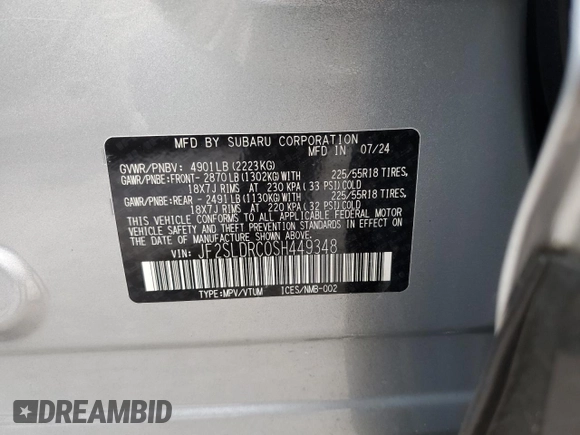 MFD BY SUBARU CORPORATION 07/24
GVWR/PNBV: 4901LB(2223KG)
GAWR/PNBE:FRONT- 2870LB(1302KG)WITH 225/55R18 TIRES,
18X7J RIMS AT 230 KPA(33 PSI)COLD
GAWR/PNBE:REAR - 2491LB(1130KG)WITH 225/55R18 TIRES,
18X7J RIMS AT 220 KPA(32 PSI)COLD
THIS VEHICLE CONFORMS TO ALL APPLICABLE FEDERAL MOTOR
VEHICLE SAFETY AND THEFT PREVENTION STANDARDS IN EFFECT
ON THE DATE OF MANUFACTURE SHOWN ABOVE.
VIN: JF2SLDRC0SH449348
TYPE:MPV/VTUM ICES/NMB-002
DREAMBID